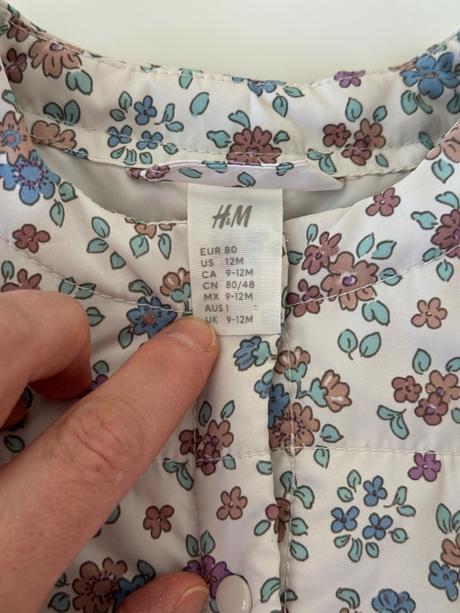 H&M
EUR 80
US 12M
CA 9-12M
CN 80/48
MX 9-12M
AUS 1
UK 9-12M